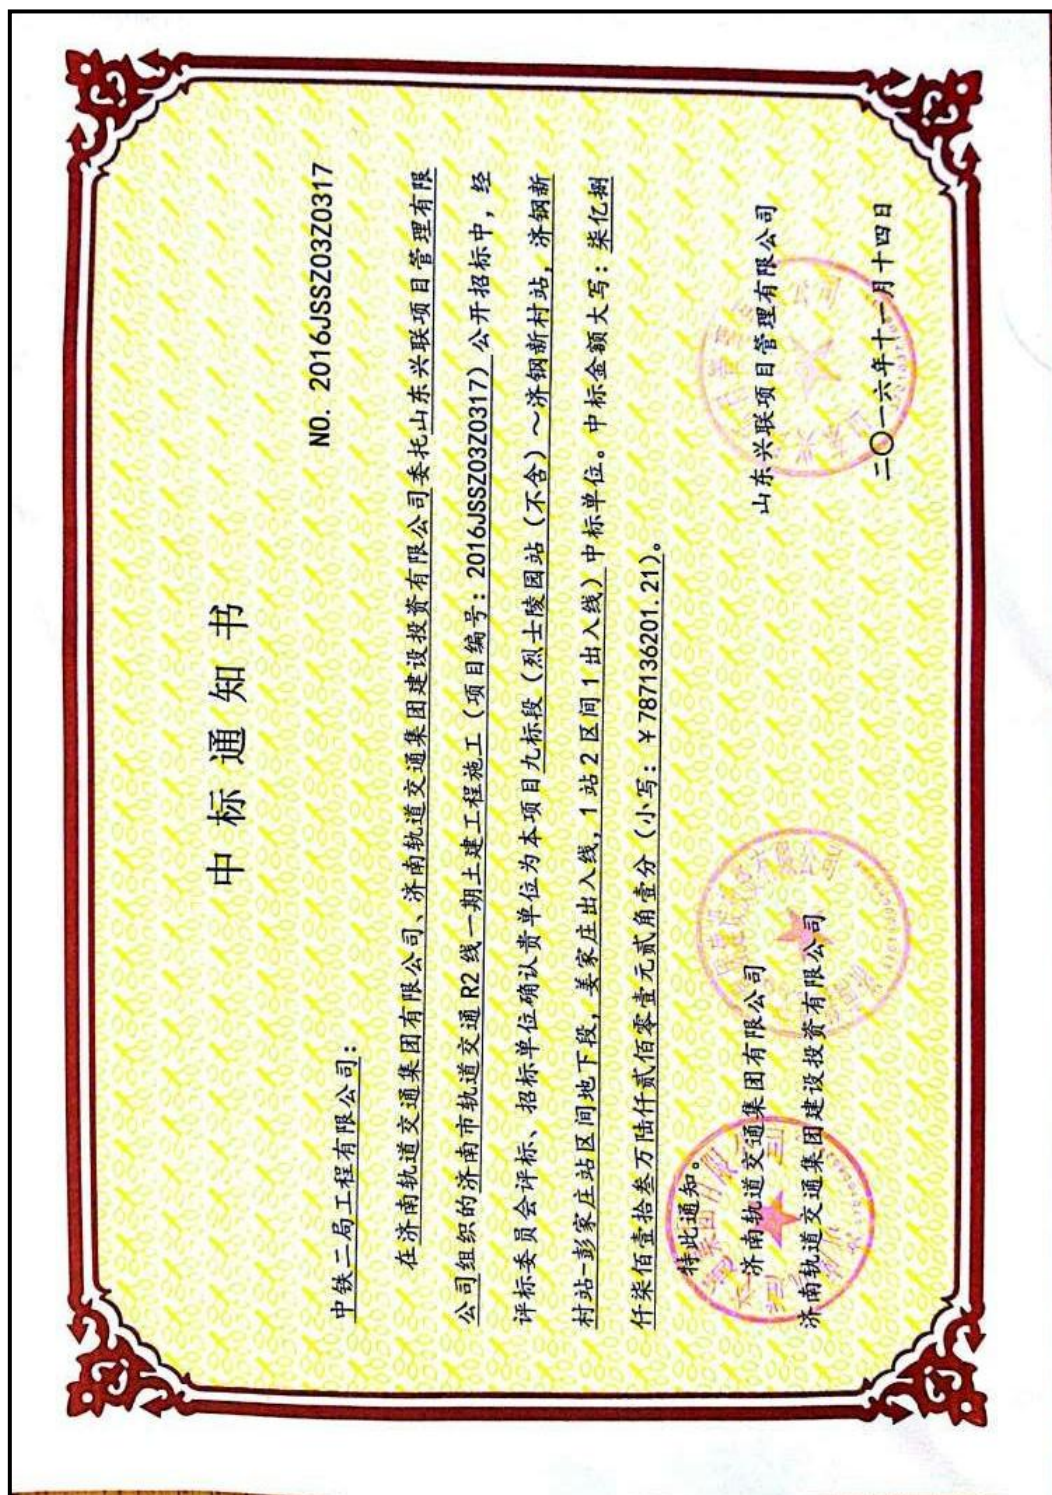 中标通知书
NO. 2016JSSZ03Z0317
中铁二局工程有限公司：
在济南轨道交通集团有限公司、济南轨道交通集团建设投资有限公司委托山东兴联项目管理有限
公司组织的济南市轨道交通R2线一期土建工程施工（项目编号：2016JSSZ03Z0317）公开招标中，经
评标委员会评标、招标单位确认贵单位为本项目九标段（烈士陵园站（不含）～济钢新村站，济钢新
村站-彭家庄站区间地下段，姜家庄出入线，1站2区间1出入线）中标单位。中标金额大写：柒亿捌
仟柒佰壹拾叁万陆仟贰佰零壹元贰角壹分（小写：￥787136201.21）。
特此通知。
济南轨道交通集团有限公司
济南轨道交通集团建设投资有限公司
山东兴联项目管理有限公司
二〇一六年十一月十四日